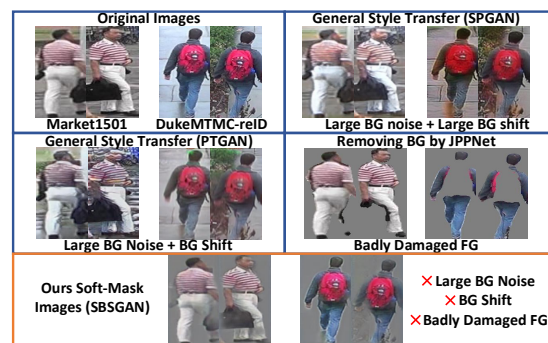 Original Images
General Style Transfer (SPGAN)
Market1501 DukeMTMC-reID
Large BG noise + Large BG shift
General Style Transfer (PTGAN)
Removing BG by JPPNet
Large BG Noise + BG Shift
Badly Damaged FG
Ours Soft-Mask
Images (SBSGAN)
× Large BG Noise
× BG Shift
× Badly Damaged FG